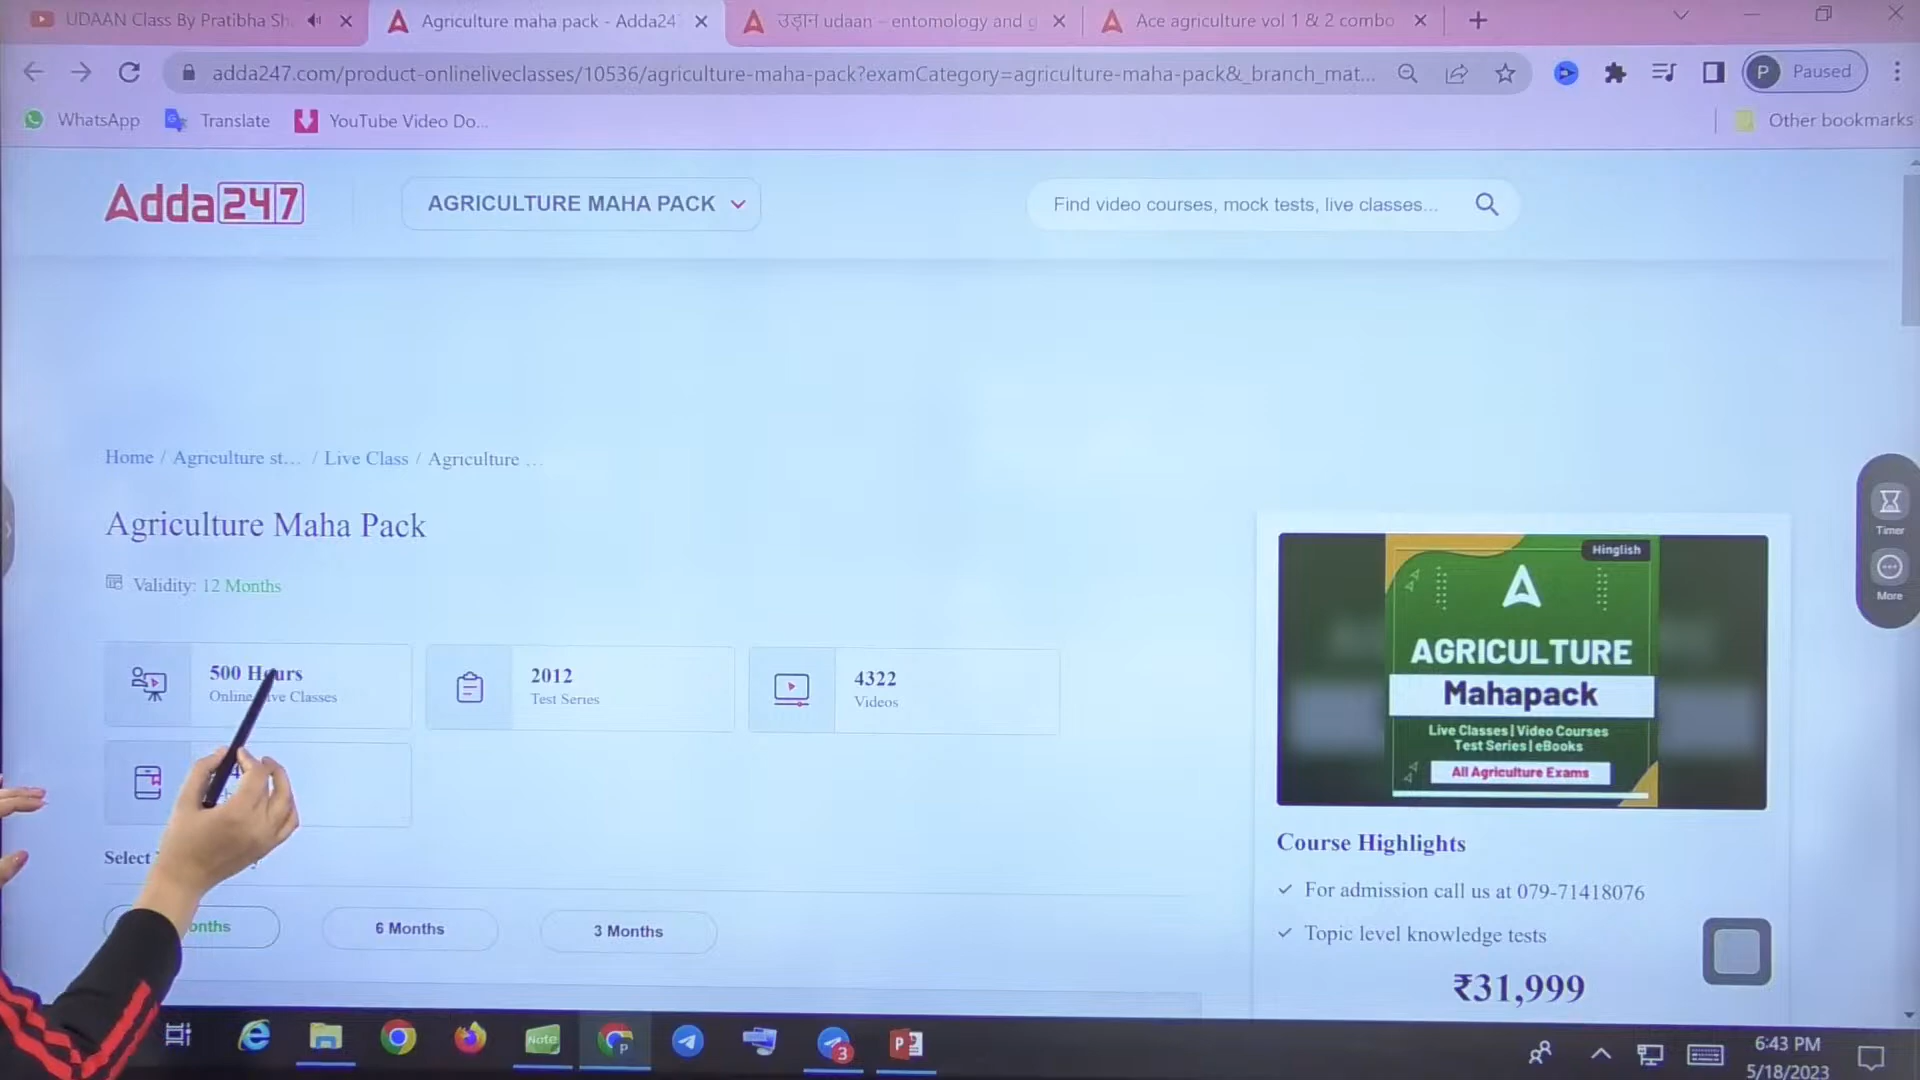 UDAAN Class By Pratibha Sh
Agriculture maha pack - Adda24
उड़ान udaan – entomology and g
Ace agriculture vol 1 & 2 combo
adda247.com/product-onlineliveclasses/10536/agriculture-maha-pack?examCategory=agriculture-maha-pack&_branch_mat...
P
Paused
WhatsApp
Translate
YouTube Video Do...
Other bookmarks
Adda247
AGRICULTURE MAHA PACK
Find video courses, mock tests, live classes...
Home / Agriculture st... / Live Class / Agriculture ...
Agriculture Maha Pack
Validity: 12 Months
500 Hours
Online Live Classes
2012
Test Series
4322
Videos
Select
6 Months
3 Months
Hinglish
AGRICULTURE
Mahapack
Live Classes | Video Courses
Test Series | eBooks
All Agriculture Exams
Course Highlights
For admission call us at 079-71418076
Topic level knowledge tests
₹31,999
Timer
More
Note
P
3
P
6:43 PM
5/18/2023